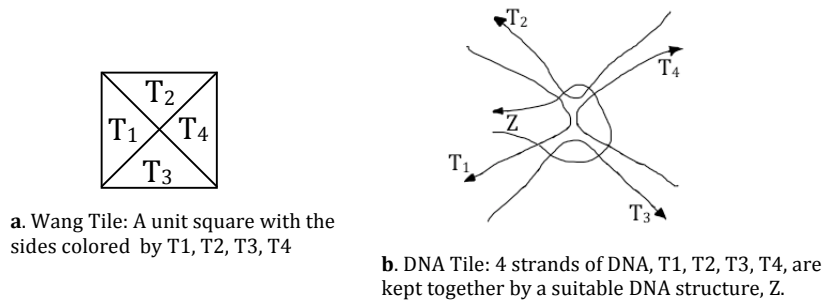 T2
T1 T4
T3
a. Wang Tile: A unit square with the
sides colored by T1, T2, T3, T4
T2
T4
Z
T1
T3
b. DNA Tile: 4 strands of DNA, T1, T2, T3, T4, are
kept together by a suitable DNA structure, Z.